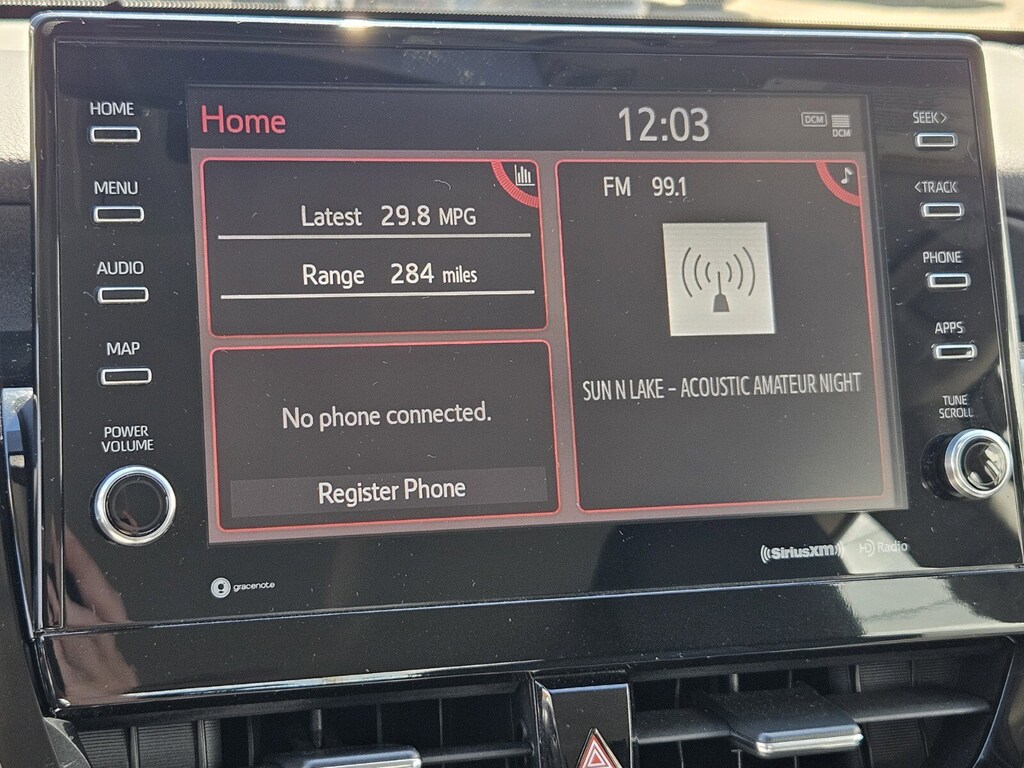 HOME
MENU
AUDIO
MAP
POWER
VOLUME
Home
12:03
DCM
DCM
Latest 29.8 MPG
Range 284 miles
No phone connected.
Register Phone
FM 99.1
SUN N LAKE - ACOUSTIC AMATEUR NIGHT
SEEK>
<TRACK
PHONE
APPS
TUNE
SCROLL
gracenote
((SiriusXM))
HD Radio